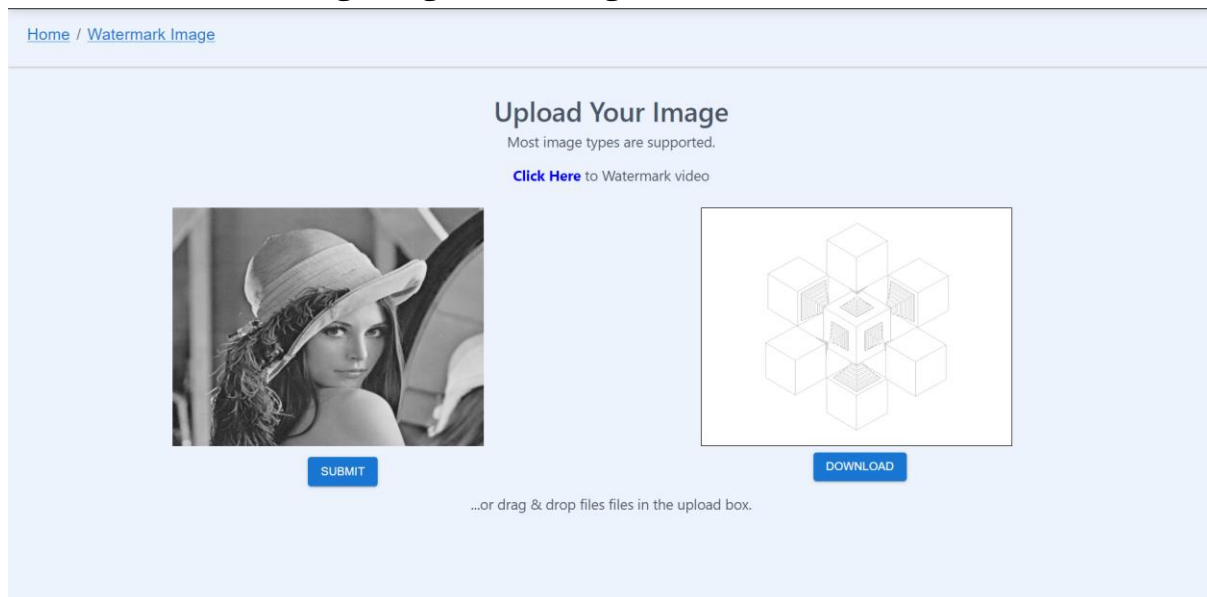 Home / Watermark Image
Upload Your Image
Most image types are supported.
Click Here to Watermark video
SUBMIT
DOWNLOAD
...or drag & drop files files in the upload box.